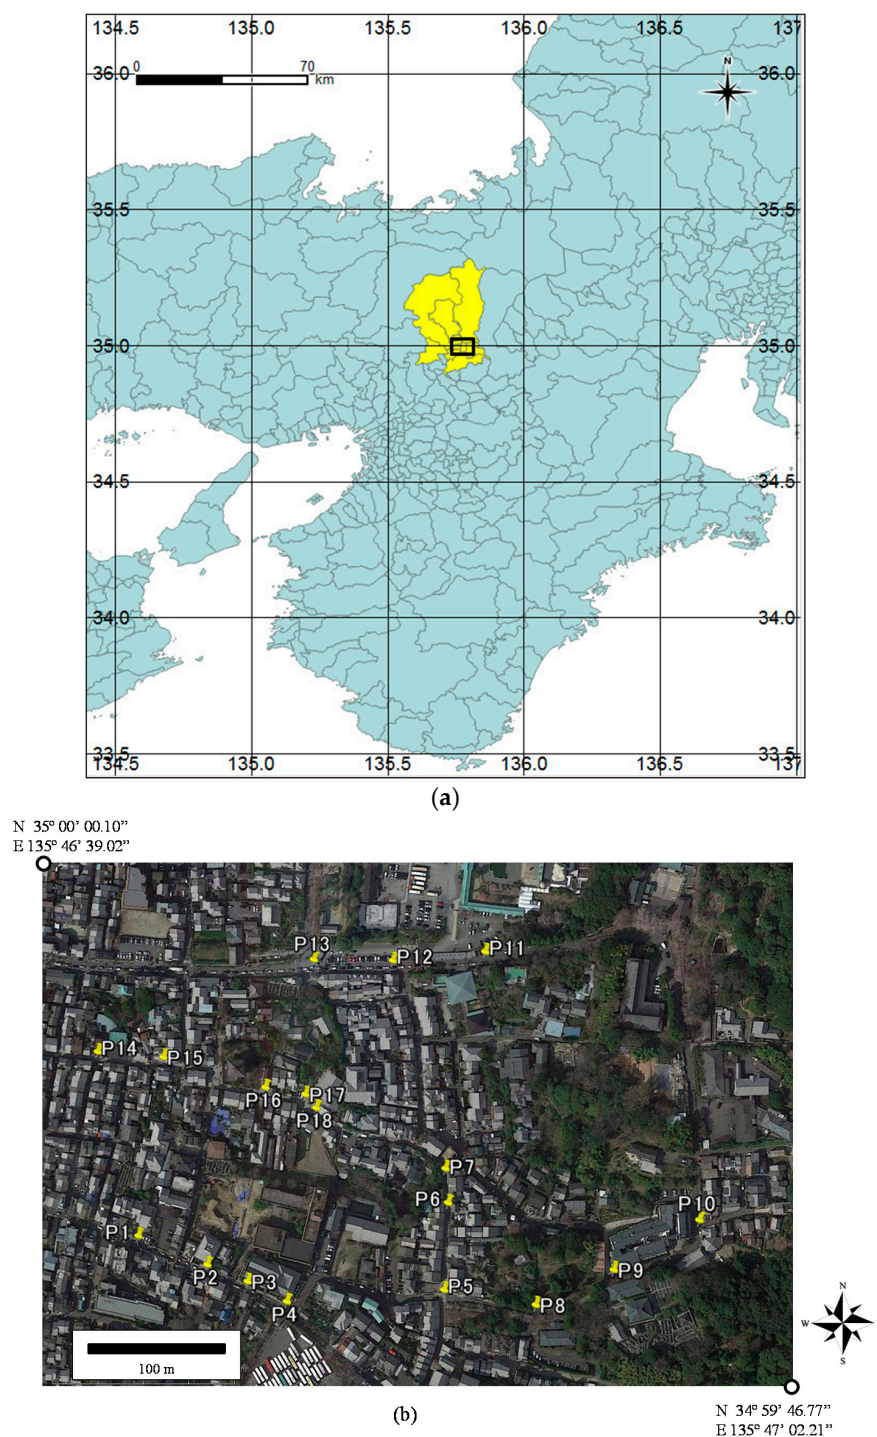 134.5 135.0 135.5 136.0 136.5 137
0 70
km
N
36.0 36.0
35.5 35.5
35.0 35.0
34.5 34.5
34.0 34.0
33.5 33.5
134.5 135.0 135.5 136.0 136.5 137
(a)
N 35° 00’ 00.10”
E 135° 46’ 39.02”
P13 P12 P11
P14 P15
P16 P17
P18
P7
P6
P10
P1
P2 P3 P5 P9
P4 P8
N
W
S
100 m
(b)
N 34° 59’ 46.77”
E 135° 47’ 02.21”